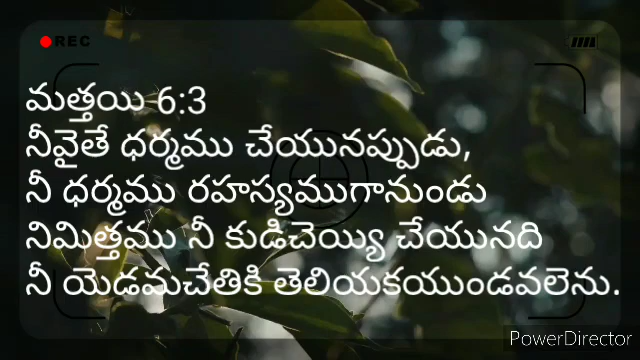 REC
మత్తయి 6:3
నీవైతే ధర్మము చేయునప్పుడు,
నీ ధర్మము రహస్యముగానుండు
నిమిత్తము నీ కుడిచెయ్యి చేయునది
నీ యెడమచేతికి తెలియకయుండవలెను.
PowerDirector